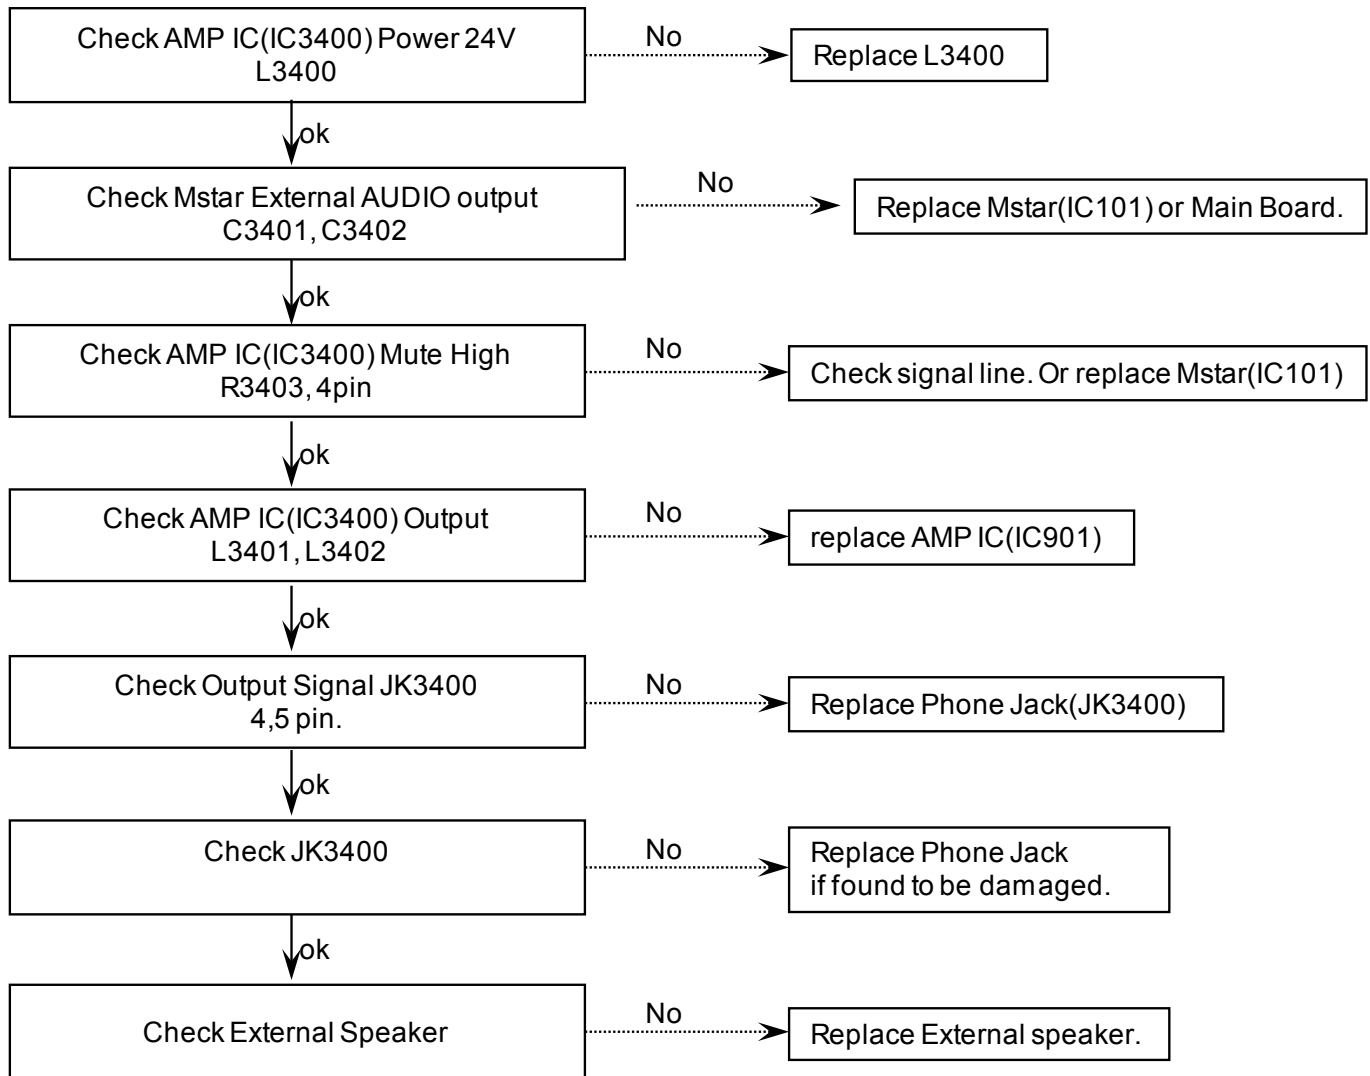 Check AMP IC(IC3400) Power 24V
L3400
No
Replace L3400
ok
Check Mstar External AUDIO output
C3401, C3402
No
Replace Mstar(IC101) or Main Board.
ok
Check AMP IC(IC3400) Mute High
R3403, 4pin
No
Check signal line. Or replace Mstar(IC101)
ok
Check AMP IC(IC3400) Output
L3401, L3402
No
replace AMP IC(IC901)
ok
Check Output Signal JK3400
4,5 pin.
No
Replace Phone Jack(JK3400)
ok
Check JK3400
No
Replace Phone Jack
if found to be damaged.
ok
Check External Speaker
No
Replace External speaker.